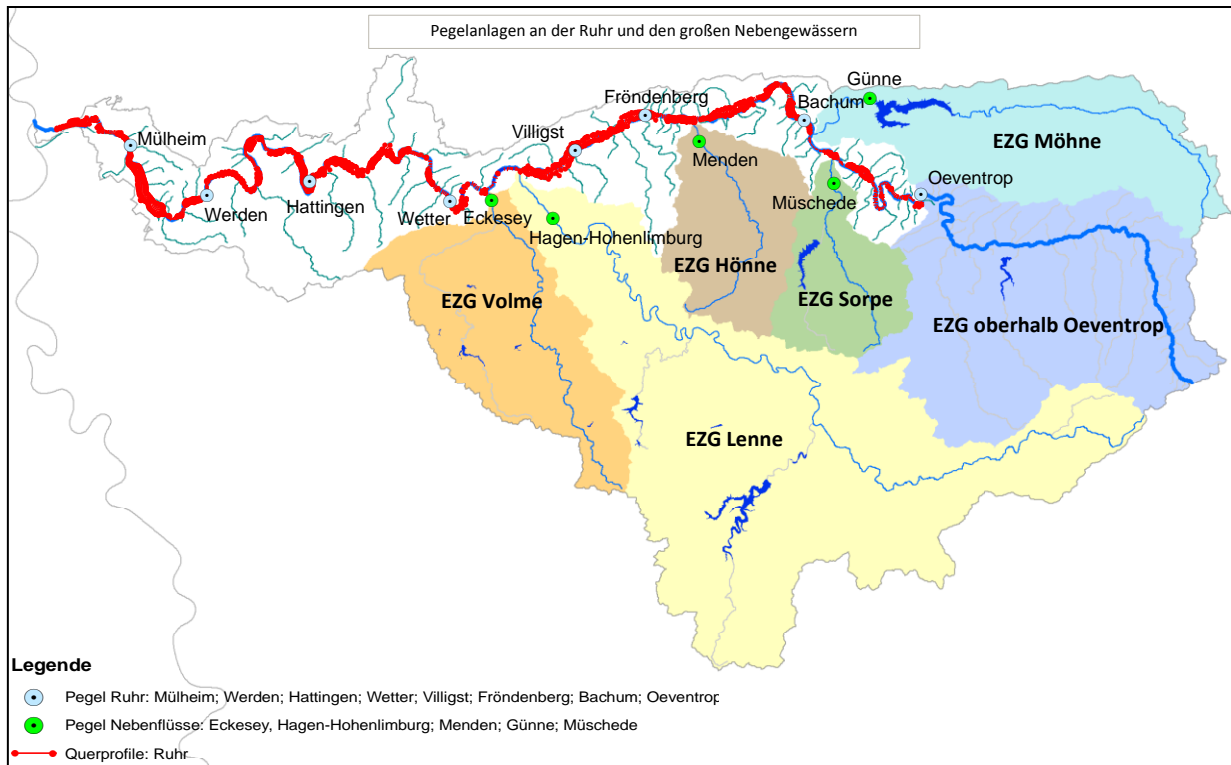 Pegelanlagen an der Ruhr und den großen Nebengewässern
Günne
Fröndenberg
Bachum
Villigst
EZG Möhne
Mülheim
Menden
Oeventrop
Müschede
Werden
Hattingen
Wetter
Eckesey
Hagen-Hohenlimburg
EZG Hönne
EZG Volme
EZG Sorpe
EZG oberhalb Oeventrop
EZG Lenne
Legende
Pegel Ruhr: Mülheim; Werden; Hattingen; Wetter; Villigst; Fröndenberg; Bachum; Oeventrop
Pegel Nebenflüsse: Eckesey, Hagen-Hohenlimburg; Menden; Günne; Müschede
Querprofile: Ruhr